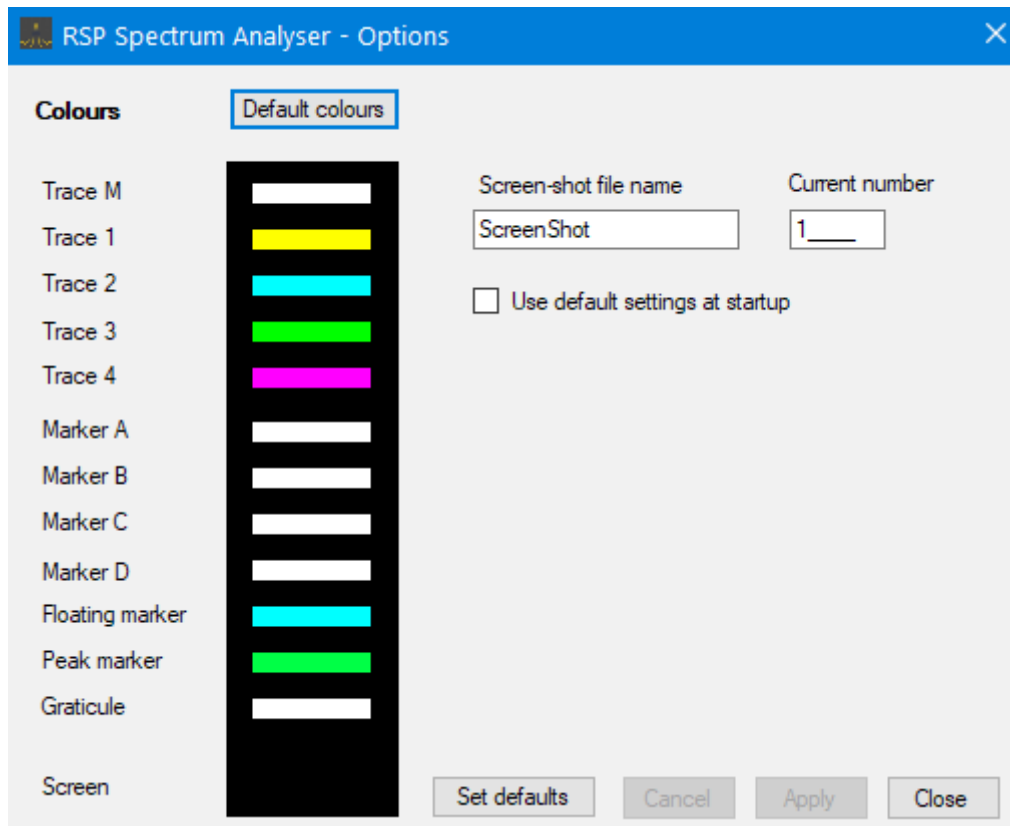 RSP Spectrum Analyser - Options
Colours
Default colours
Trace M
Trace 1
Trace 2
Trace 3
Trace 4
Marker A
Marker B
Marker C
Marker D
Floating marker
Peak marker
Graticule
Screen
Screen-shot file name
Current number
ScreenShot
1____
Use default settings at startup
Set defaults
Cancel
Apply
Close